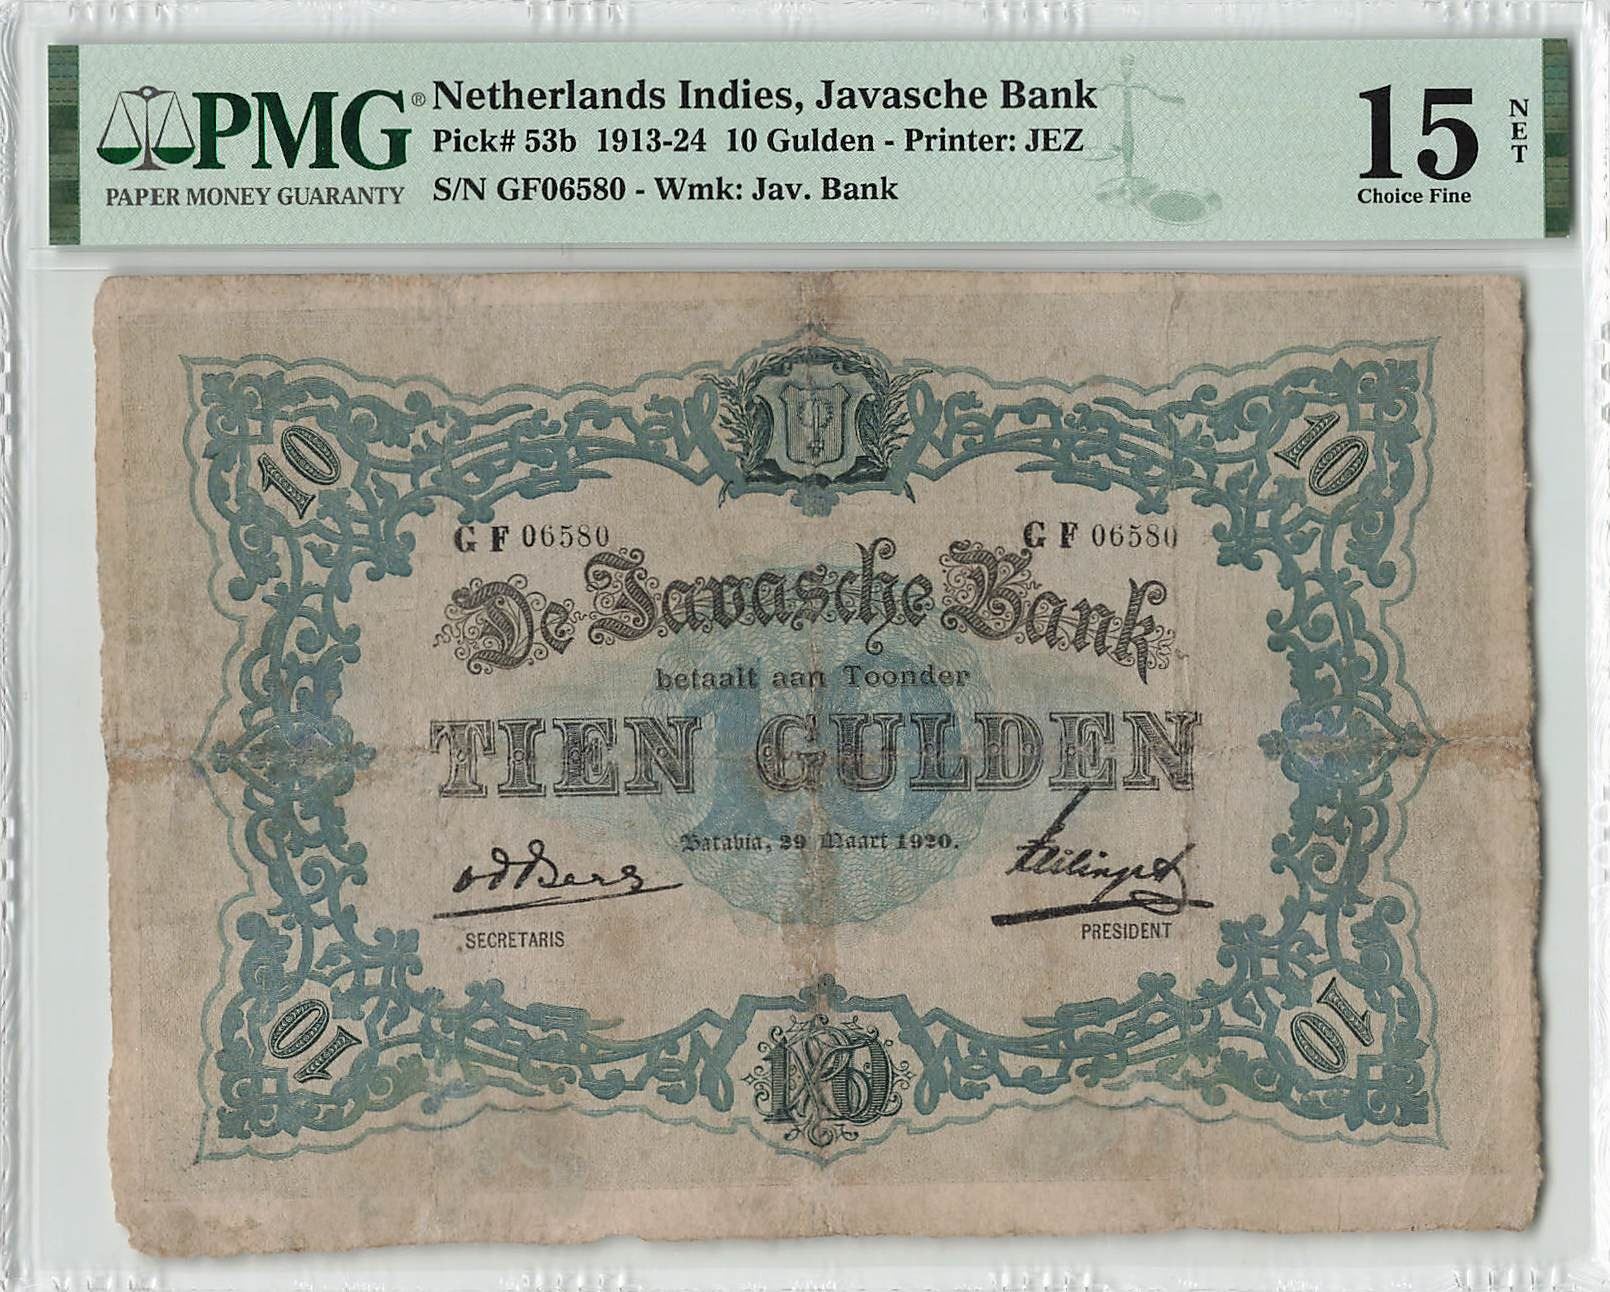 PMG®
PAPER MONEY GUARANTY
Netherlands Indies, Javasche Bank
Pick# 53b 1913-24 10 Gulden - Printer: JEZ
S/N GF06580 - Wmk: Jav. Bank
15
NET
Choice Fine
10
10
G F 06580
G F 06580
De Javasche Bank
betaalt aan Toonder
10
TIEN GULDEN
Batavia, 29 Maart 1920.
SECRETARIS
PRESIDENT
10
10
10